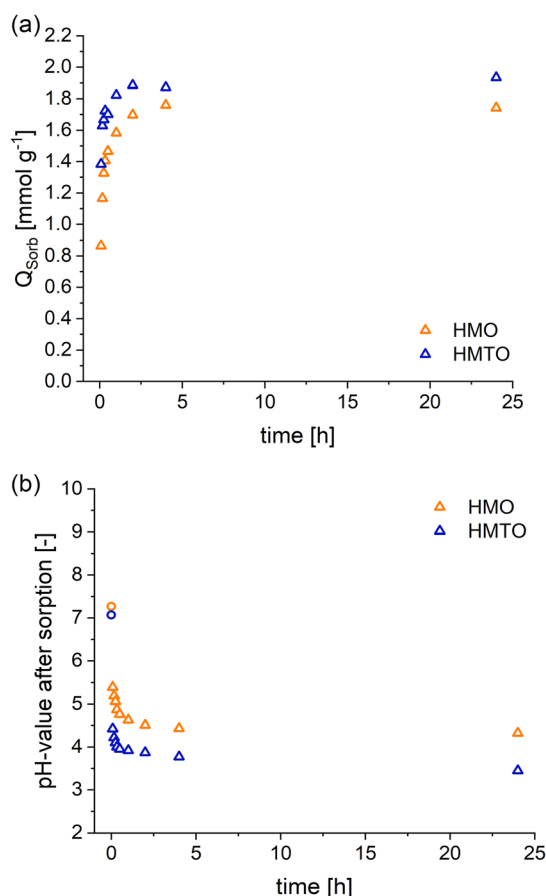 (a)
2.2
2.0
1.8
1.6
1.4
1.2
1.0
0.8
0.6
0.4
0.2
0.0
Q_Sorb [mmol g⁻¹]
HMO
HMTO
0 5 10 15 20 25
time [h]
(b)
10
9
8
7
6
5
4
3
2
pH-value after sorption [-]
HMO
HMTO
0 5 10 15 20 25
time [h]